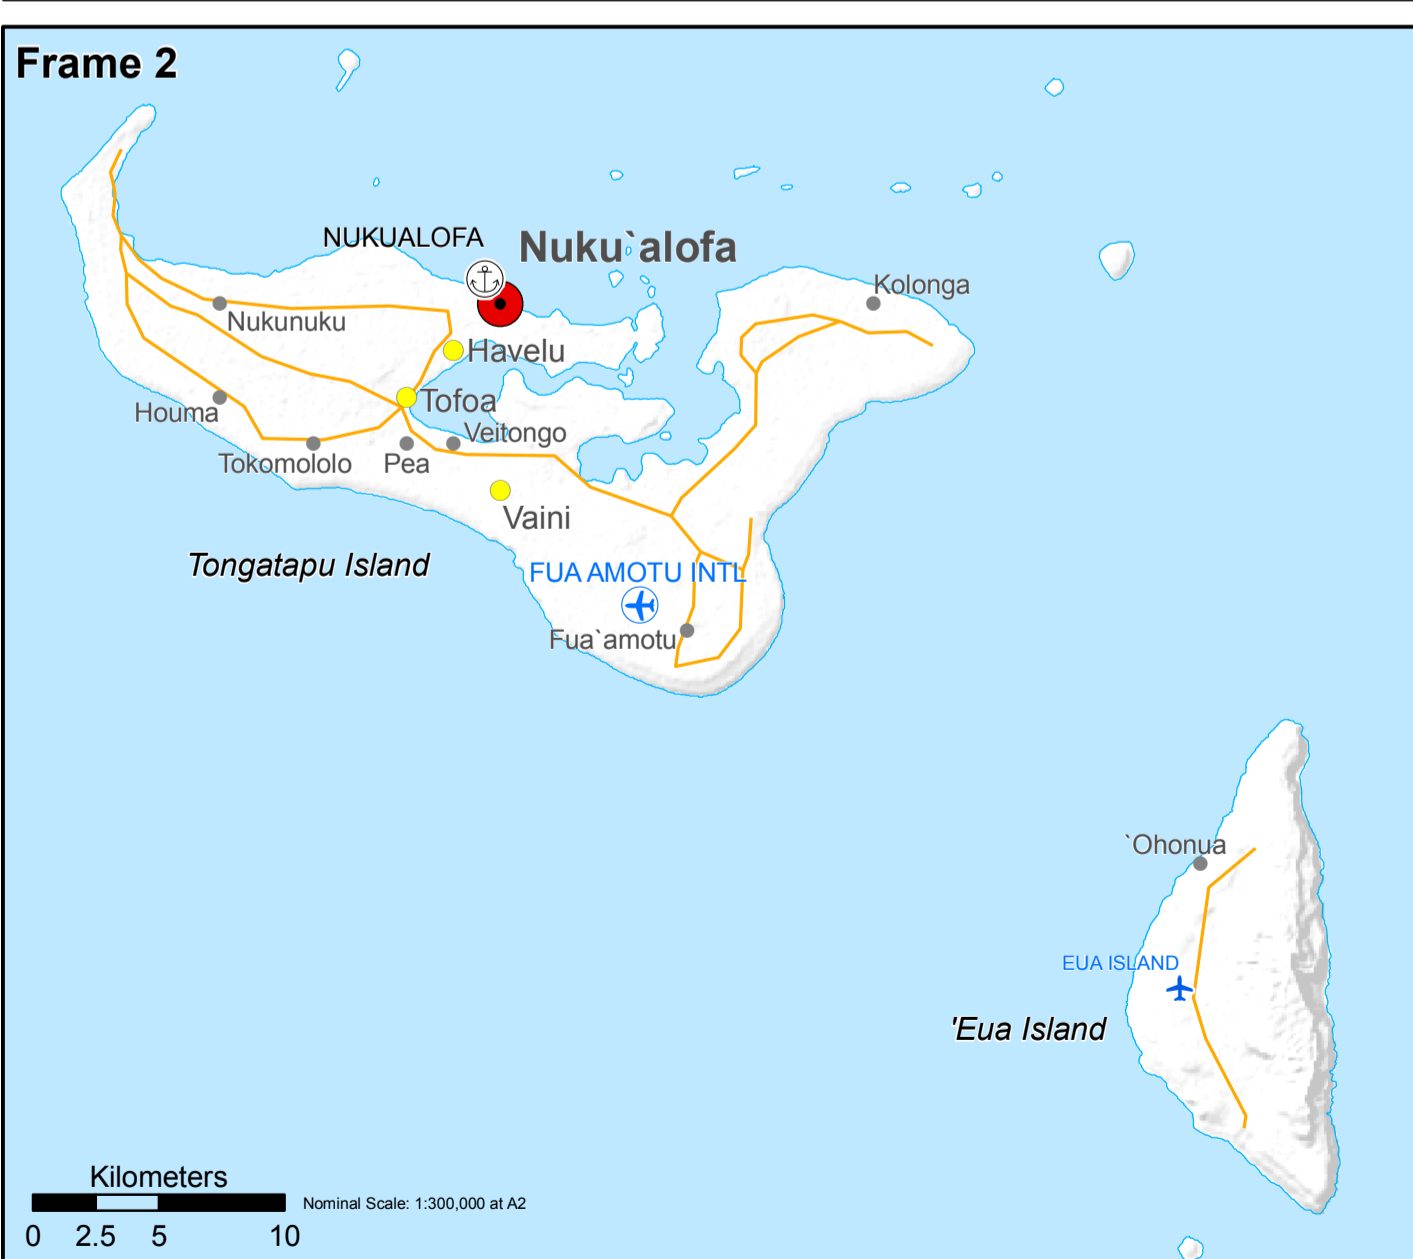 Frame 2
NUKUALOFA
Nuku`alofa
Kolonga
Nukunuku
Havelu
Tofoa
Houma
Veitongo
Tokomololo
Pea
Vaini
Tongatapu Island
FUA AMOTU INTL
Fua`amotu
`Ohonua
EUA ISLAND
'Eua Island
Kilometers
Nominal Scale: 1:300,000 at A2
0 2.5 5 10